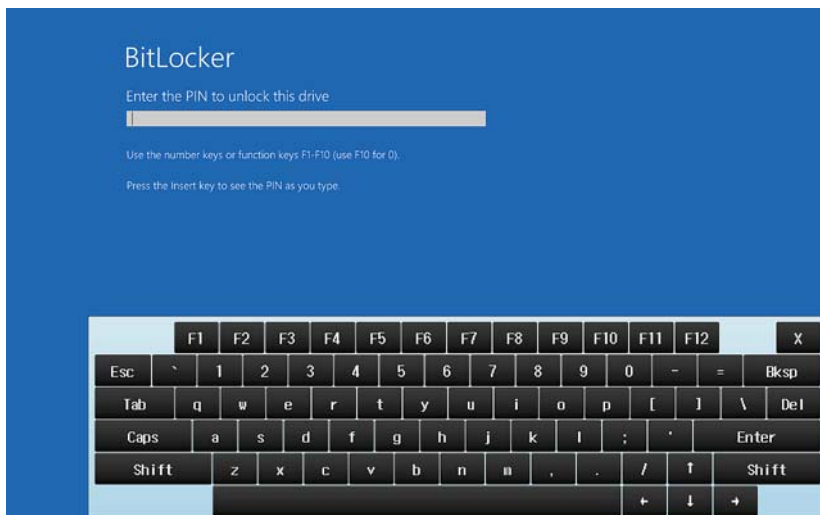 BitLocker
Enter the PIN to unlock this drive
Use the number keys or function keys F1-F10 (use F10 for 0).
Press the Insert key to see the PIN as you type.
F1 F2 F3 F4 F5 F6 F7 F8 F9 F10 F11 F12 X
Esc ` 1 2 3 4 5 6 7 8 9 0 - = Bksp
Tab q w e r t y u i o p [ ] \ Del
Caps a s d f g h j k l ; ' Enter
Shift z x c v b n m , . / ↑ Shift
← ↓ →